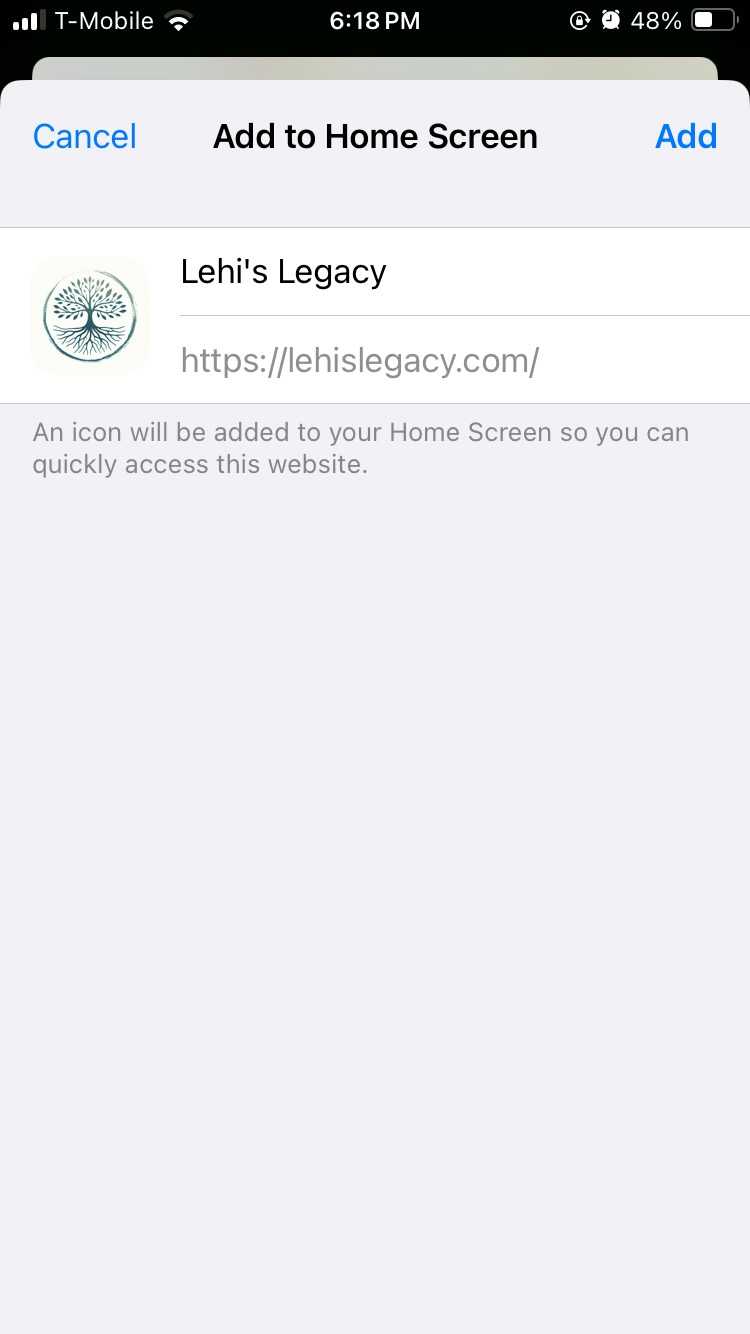 T-Mobile 6:18 PM 48%
Cancel Add to Home Screen Add
Lehi's Legacy
https://lehislegacy.com/
An icon will be added to your Home Screen so you can
quickly access this website.